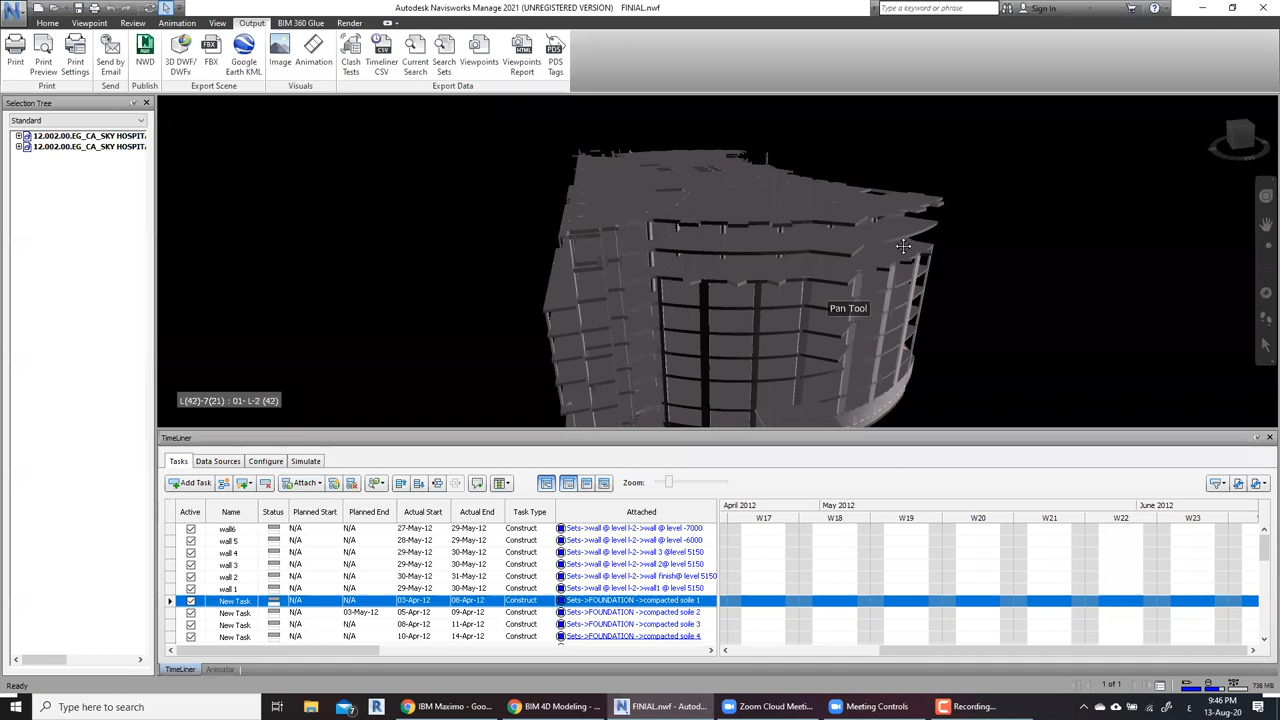 Autodesk Navisworks Manage 2021 (UNREGISTERED VERSION) FINIAL.nwf
Type a keyword or phrase
Sign In
Home Viewpoint Review Animation View Output BIM 360 Glue Render
Print Print Preview Print Settings Send by Email NWD 3D DWF/DWFx FBX Google Earth KML Image Animation Clash Tests Timeliner CSV Current Search Search Sets Viewpoints Viewpoints Report PDS Tags
Print Send Publish Export Scene Visuals Export Data
Selection Tree
Standard
12.002.00.EG_CA_SKY HOSPIT
12.002.00.EG_CA_SKY HOSPIT
Pan Tool
L(42)-7(21) : 01- L-2 (42)
TimeLiner
Tasks Data Sources Configure Simulate
Add Task Attach Zoom:
Active Name Status Planned Start Planned End Actual Start Actual End Task Type Attached
April 2012 May 2012 June 2012
W17 W18 W19 W20 W21 W22 W23
wall6 N/A N/A 27-May-12 29-May-12 Construct Sets->wall @ level l-2->wall @ level -7000
wall 5 N/A N/A 28-May-12 29-May-12 Construct Sets->wall @ level l-2->wall @ level -6000
wall 4 N/A N/A 29-May-12 30-May-12 Construct Sets->wall @ level l-2->wall 3 @level 5150
wall 3 N/A N/A 29-May-12 30-May-12 Construct Sets->wall @ level l-2->wall 2@ level 5150
wall 2 N/A N/A 30-May-12 31-May-12 Construct Sets->wall @ level l-2->wall finish@ level 5150
wall 1 N/A N/A 29-May-12 30-May-12 Construct Sets->wall @ level l-2->wall1 @ level 5150
New Task N/A N/A 03-Apr-12 08-Apr-12 Construct Sets->FOUNDATION ->compacted soile 1
New Task N/A 03-May-12 05-Apr-12 09-Apr-12 Construct Sets->FOUNDATION ->compacted soile 2
New Task N/A N/A 08-Apr-12 11-Apr-12 Construct Sets->FOUNDATION ->compacted soile 3
New Task N/A N/A 10-Apr-12 14-Apr-12 Construct Sets->FOUNDATION ->compacted soile 4
TimeLiner Animator
Ready
1 of 1
736 MB
Type here to search
IBM Maximo - Goo...
BIM 4D Modeling - ...
FINIAL.nwf - Autod...
Zoom Cloud Meeti...
Meeting Controls
Recording...
9:46 PM
13-Aug-20